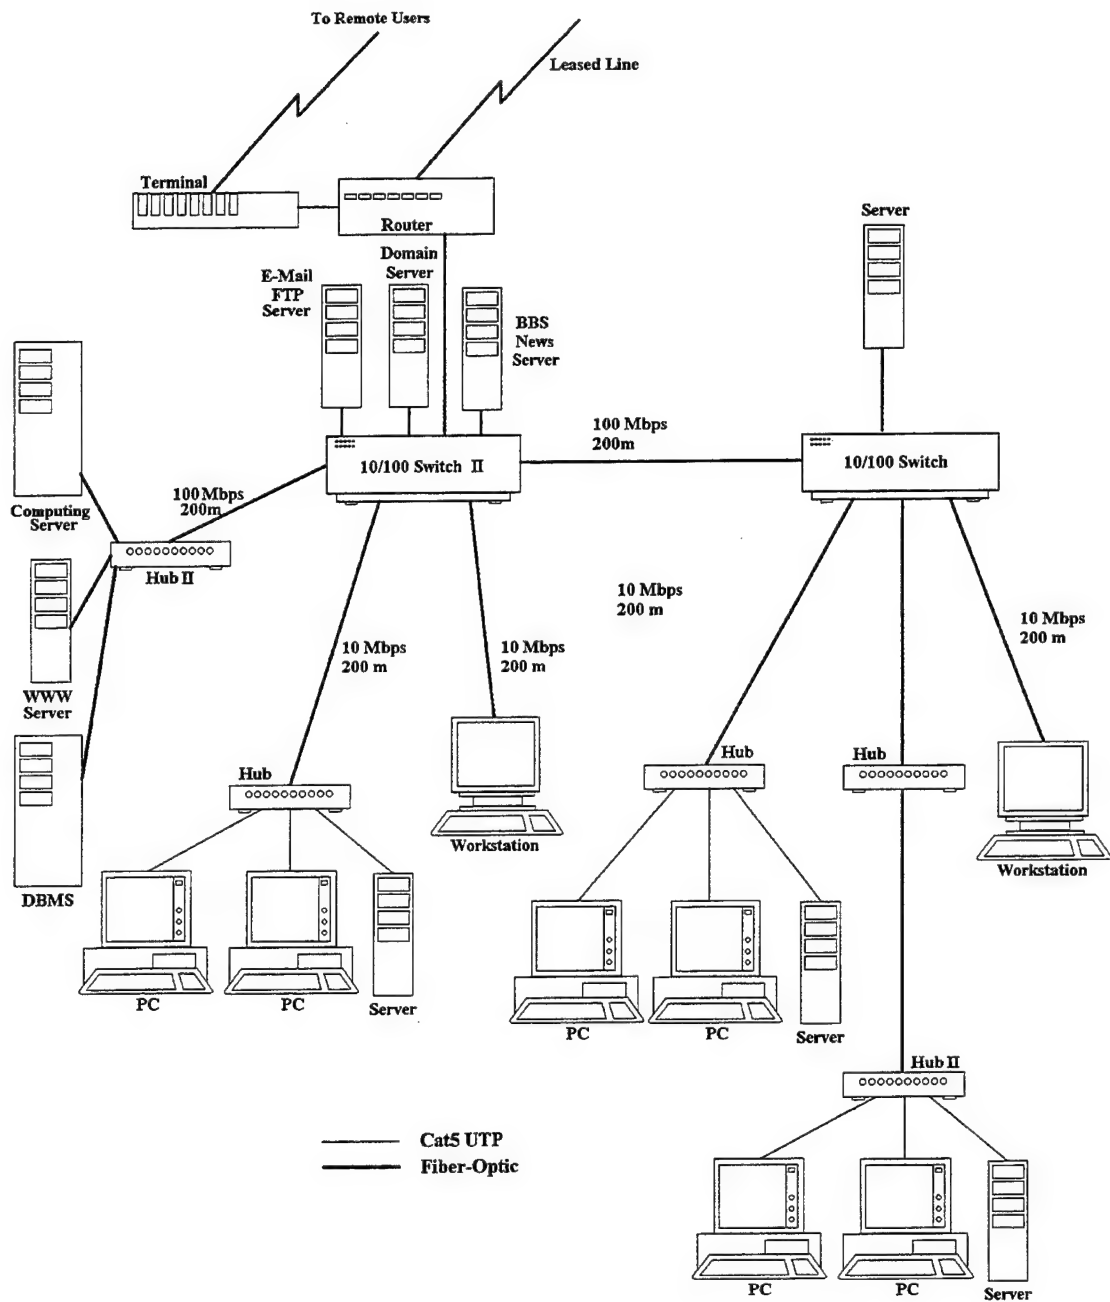 To Remote Users
Leased Line
Terminal
Router
Server
Domain
Server
E-Mail
FTP
Server
BBS
News
Server
100 Mbps
200m
10/100 Switch II
10/100 Switch
100 Mbps
200m
Computing
Server
Hub II
10 Mbps
200 m
10 Mbps
200 m
10 Mbps
200 m
10 Mbps
200 m
WWW
Server
Hub
Hub
Hub
Workstation
Workstation
DBMS
PC
PC
Server
PC
PC
Server
Hub II
Cat5 UTP
Fiber-Optic
PC
PC
Server